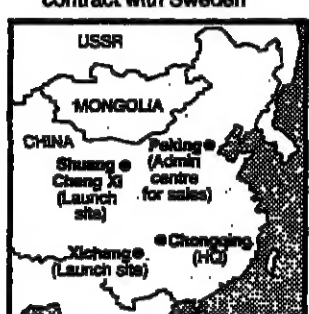 contract with Sweden
USSR
MONGOLIA
CHINA
Peking
(Admin
centre
for sales)
Shuang
Cheng Xi
(Launch
site)
Chongqing
(HQ)
Xichang
(Launch site)